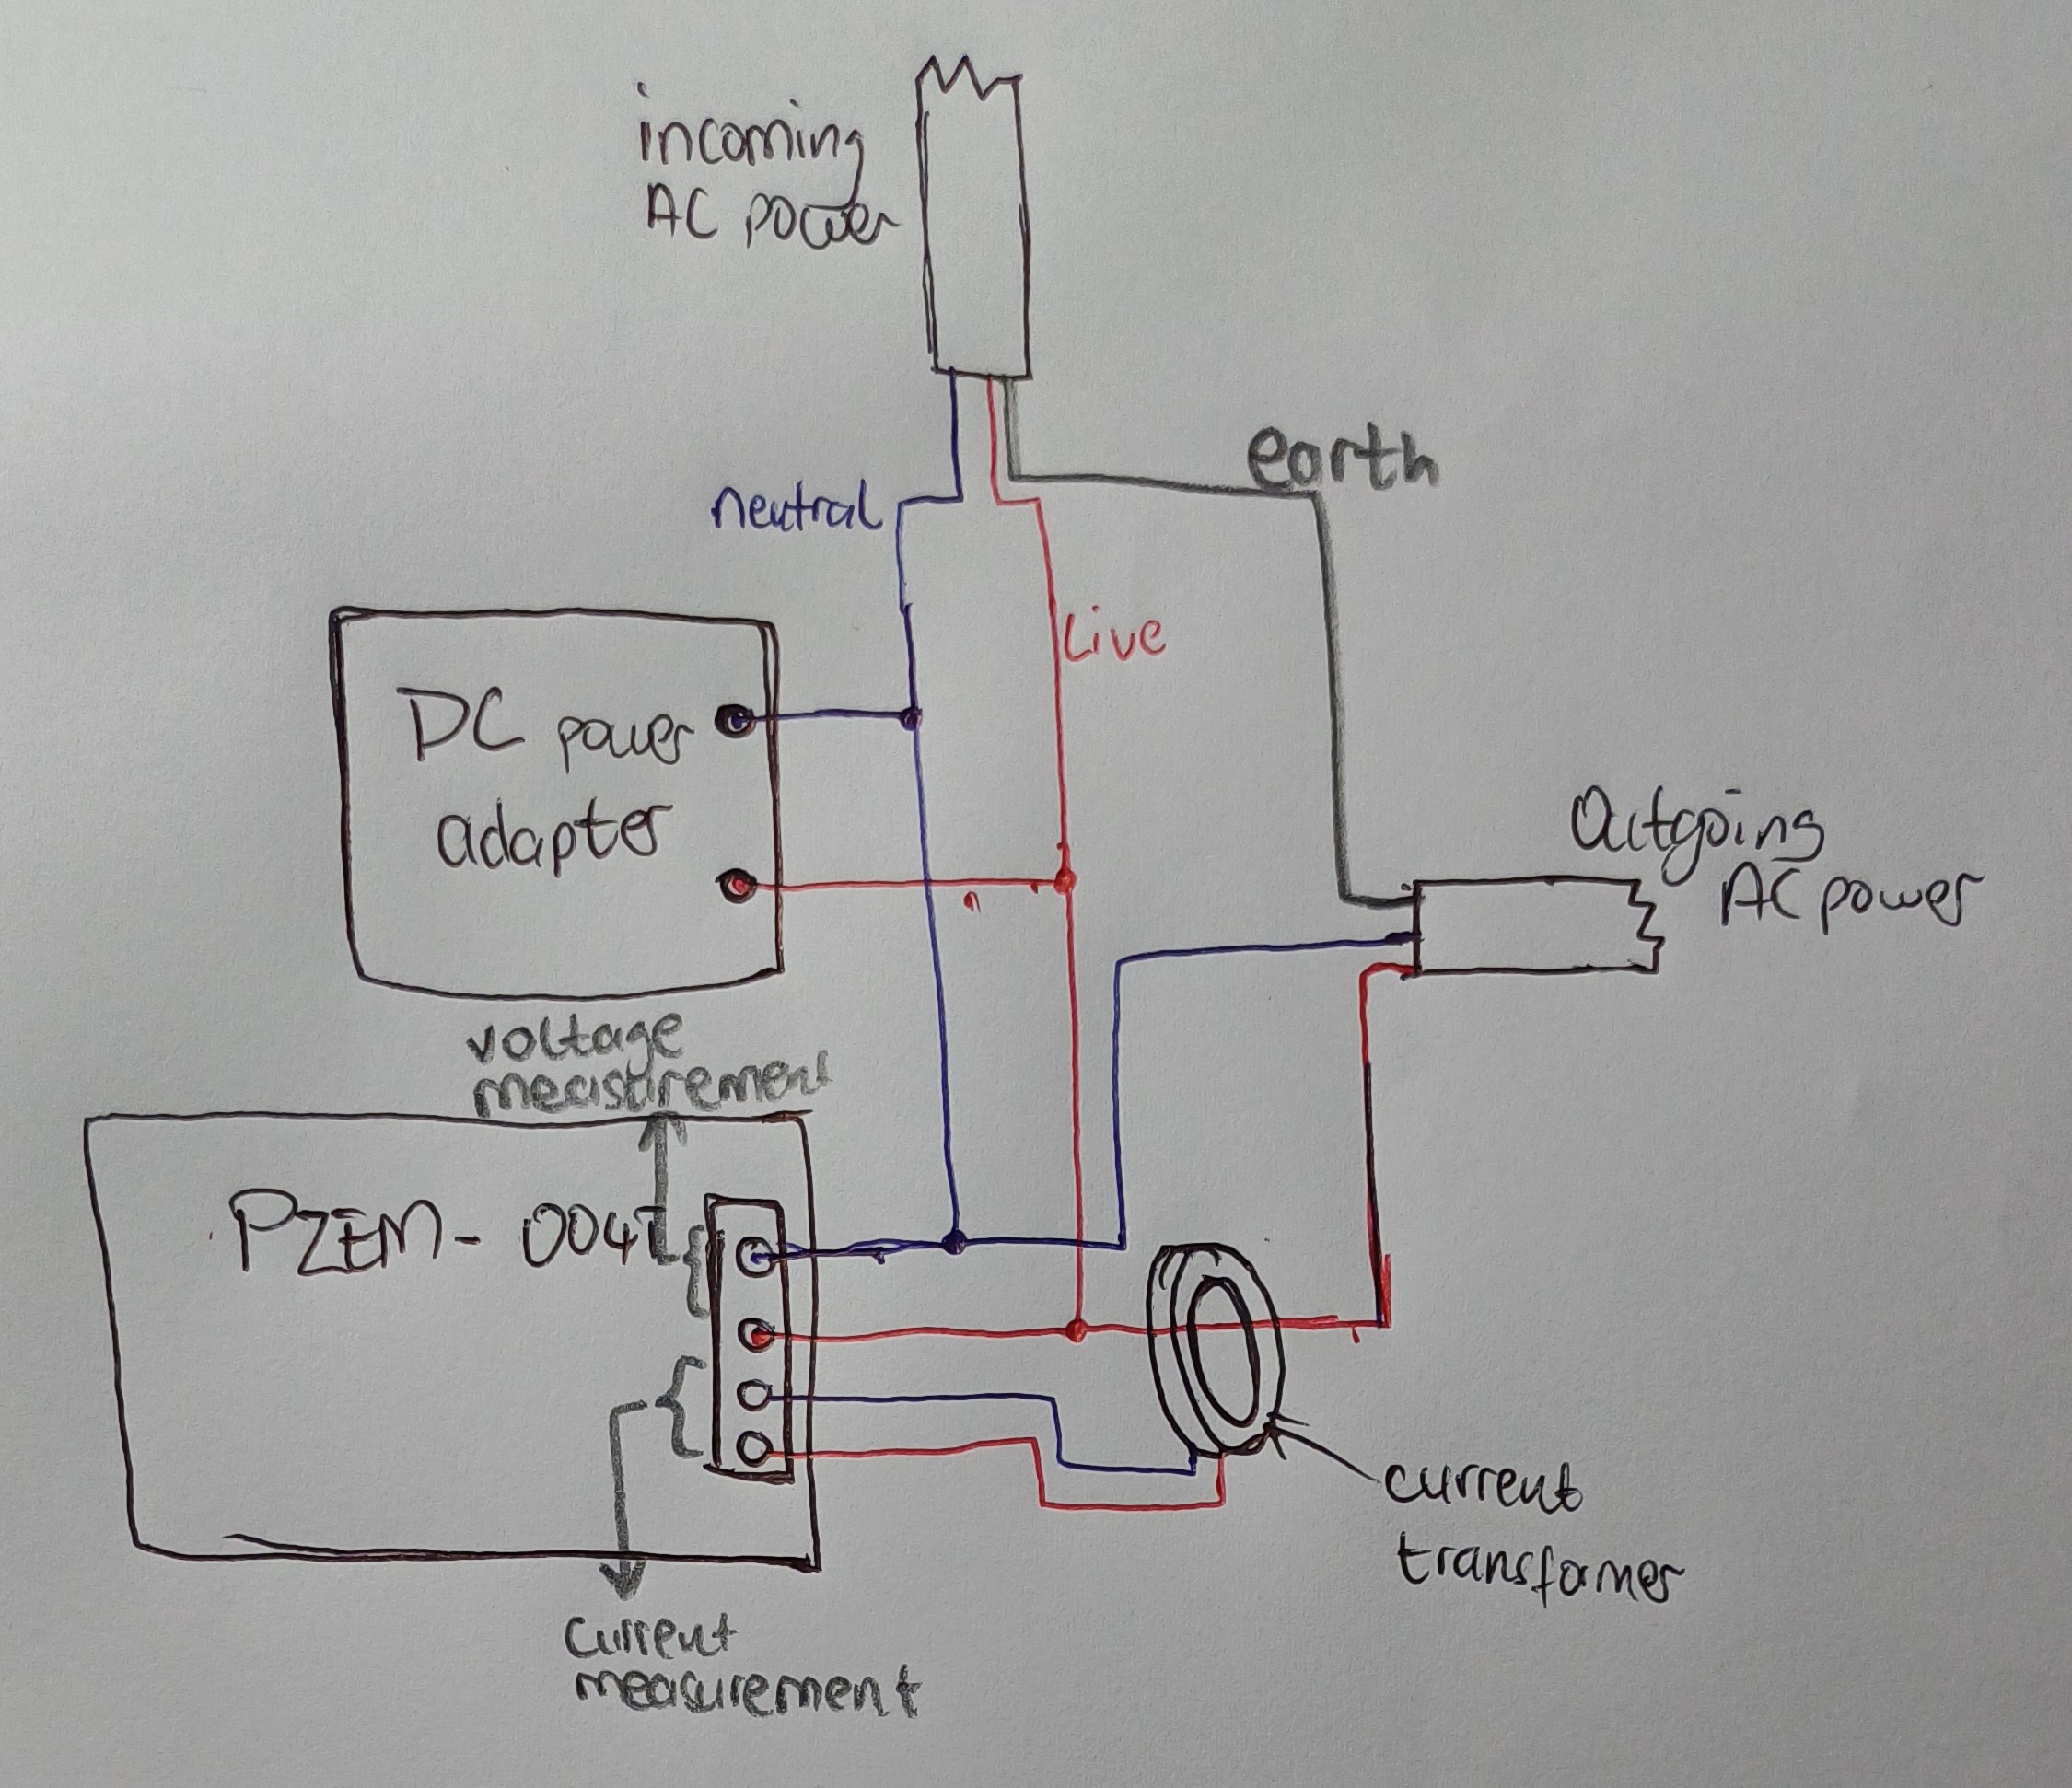 incoming
AC power
earth
neutral
Live
DC power
adapter
Outgoing
AC power
voltage
measurement
PZEM-004T
current
transformer
Current
measurement